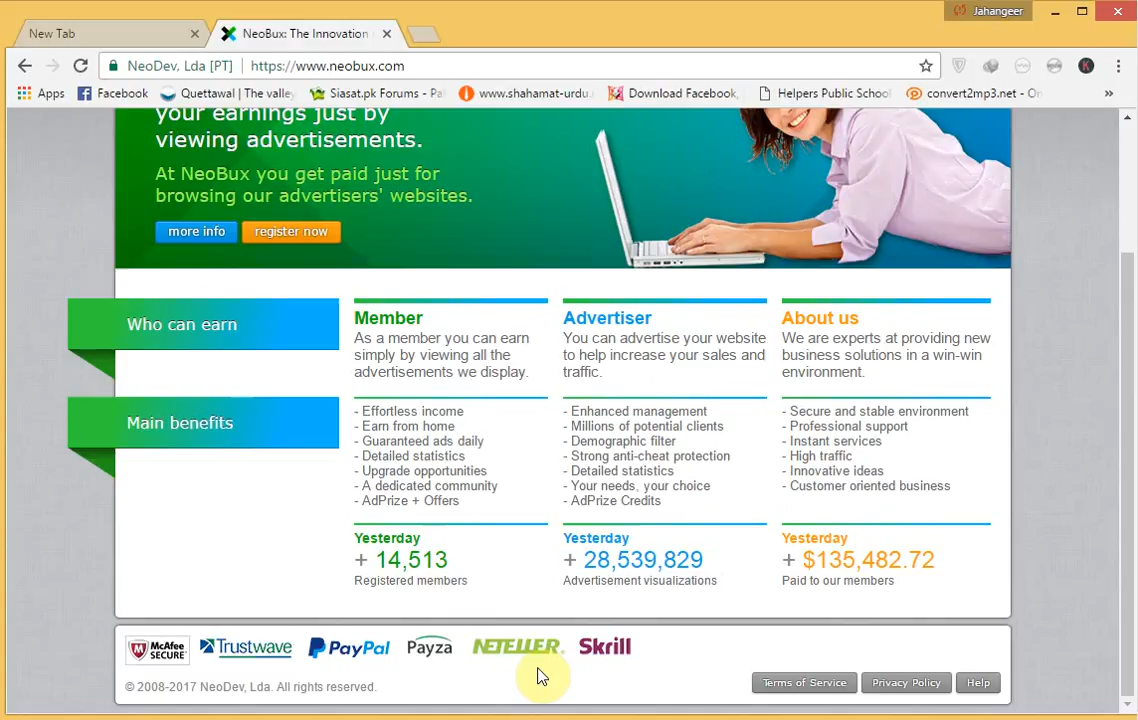 Jahangeer
New Tab
NeoBux: The Innovation
NeoDev, Lda [PT]
https://www.neobux.com
Apps
Facebook
Quettawal | The valley
Siasat.pk Forums - Pa
www.shahamat-urdu.
Download Facebook,
Helpers Public School
convert2mp3.net - On
your earnings just by
viewing advertisements.
At NeoBux you get paid just for
browsing our advertisers' websites.
more info
register now
Who can earn
Member
As a member you can earn
simply by viewing all the
advertisements we display.
Advertiser
You can advertise your website
to help increase your sales and
traffic.
About us
We are experts at providing new
business solutions in a win-win
environment.
Main benefits
- Effortless income
- Earn from home
- Guaranteed ads daily
- Detailed statistics
- Upgrade opportunities
- A dedicated community
- AdPrize + Offers
- Enhanced management
- Millions of potential clients
- Demographic filter
- Strong anti-cheat protection
- Detailed statistics
- Your needs, your choice
- AdPrize Credits
- Secure and stable environment
- Professional support
- Instant services
- High traffic
- Innovative ideas
- Customer oriented business
Yesterday
+ 14,513
Registered members
Yesterday
+ 28,539,829
Advertisement visualizations
Yesterday
+ $135,482.72
Paid to our members
McAfee
SECURE
Trustwave
PayPal
Payza
NETELLER
Skrill
© 2008-2017 NeoDev, Lda. All rights reserved.
Terms of Service
Privacy Policy
Help